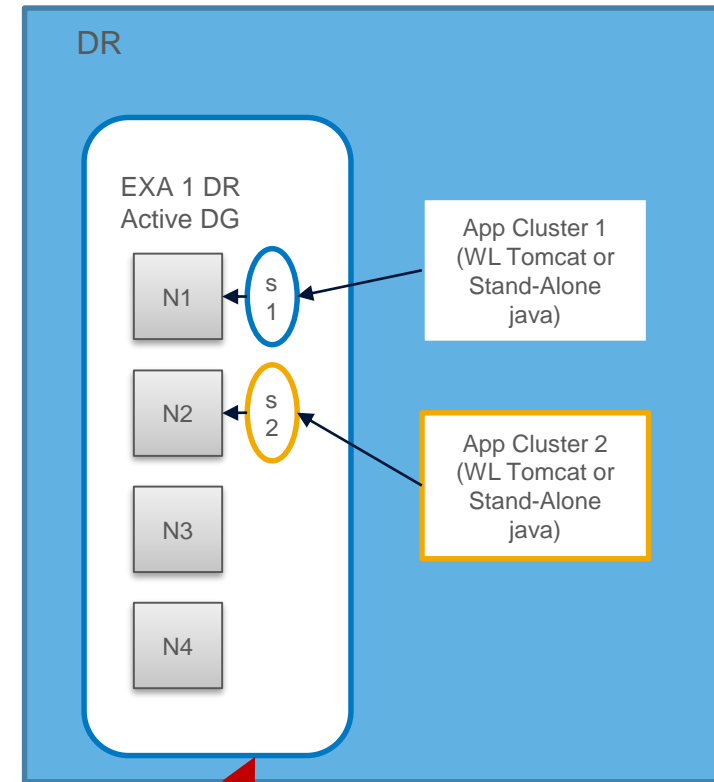 DR
EXA 1 DR
Active DG
N1
s
1
App Cluster 1
(WL Tomcat or
Stand-Alone
java)
N2
s
2
App Cluster 2
(WL Tomcat or
Stand-Alone
java)
N3
N4